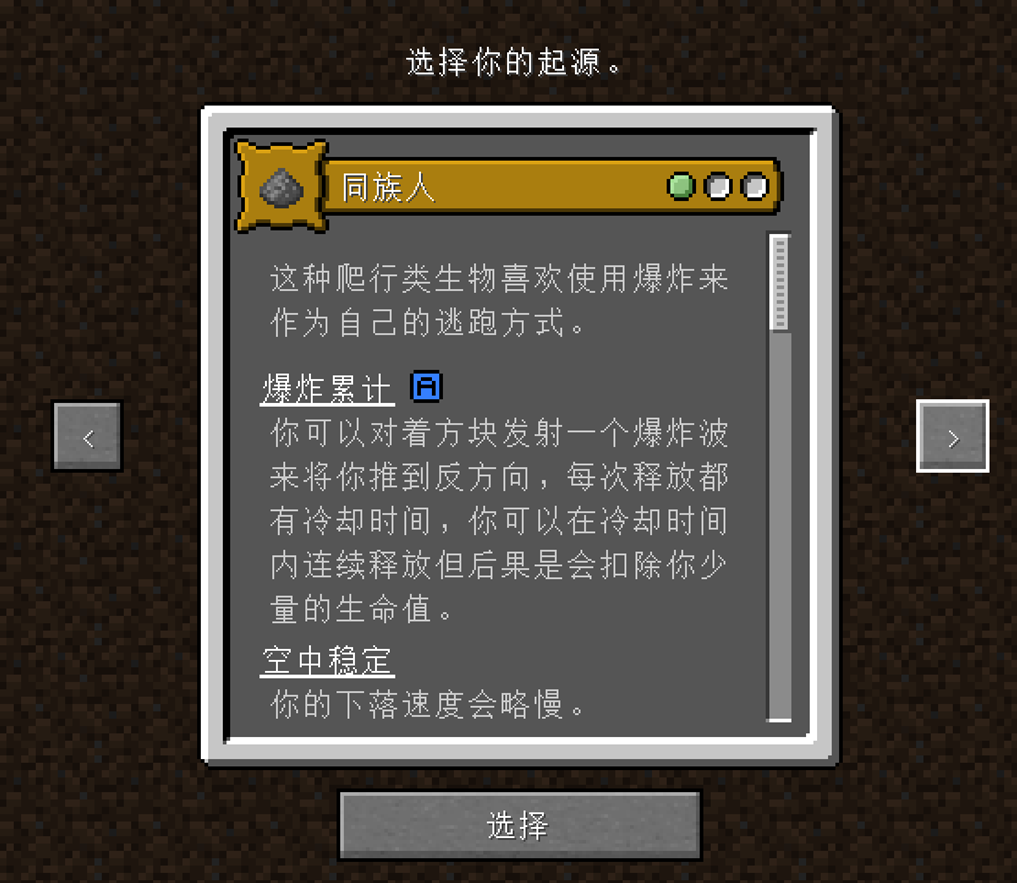 选择你的起源。
同族人
这种爬行类生物喜欢使用爆炸来
作为自己的逃跑方式。
爆炸累计 A
你可以对着方块发射一个爆炸波
来将你推到反方向，每次释放都
有冷却时间，你可以在冷却时间
内连续释放但后果是会扣除你少
量的生命值。
空中稳定
你的下落速度会略慢。
< >
选择